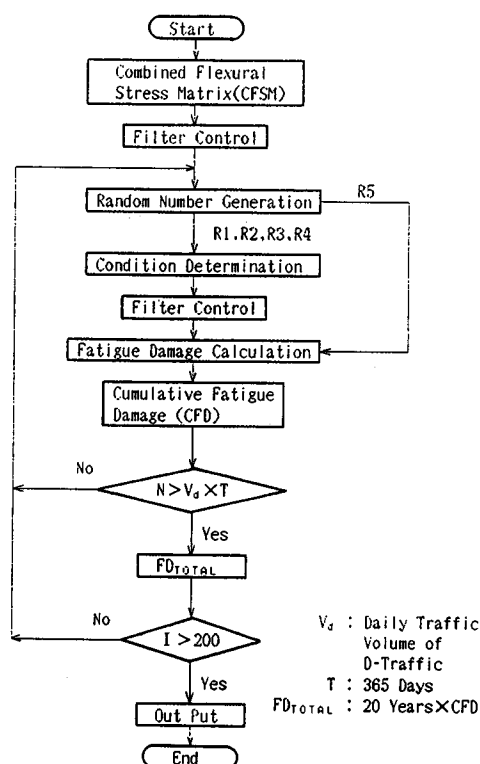 Start
Combined Flexural
Stress Matrix(CFSM)
Filter Control
Random Number Generation
R5
R1.R2,R3,R4
Condition Determination
Filter Control
Fatigue Damage Calculation
Cumulative Fatigue
Damage (CFD)
No
N>Vd×T
Yes
FDTOTAL
No
I>200
Yes
Out Put
End
Vd : Daily Traffic
Volume of
D-Traffic
T : 365 Days
FDTOTAL : 20 Years×CFD